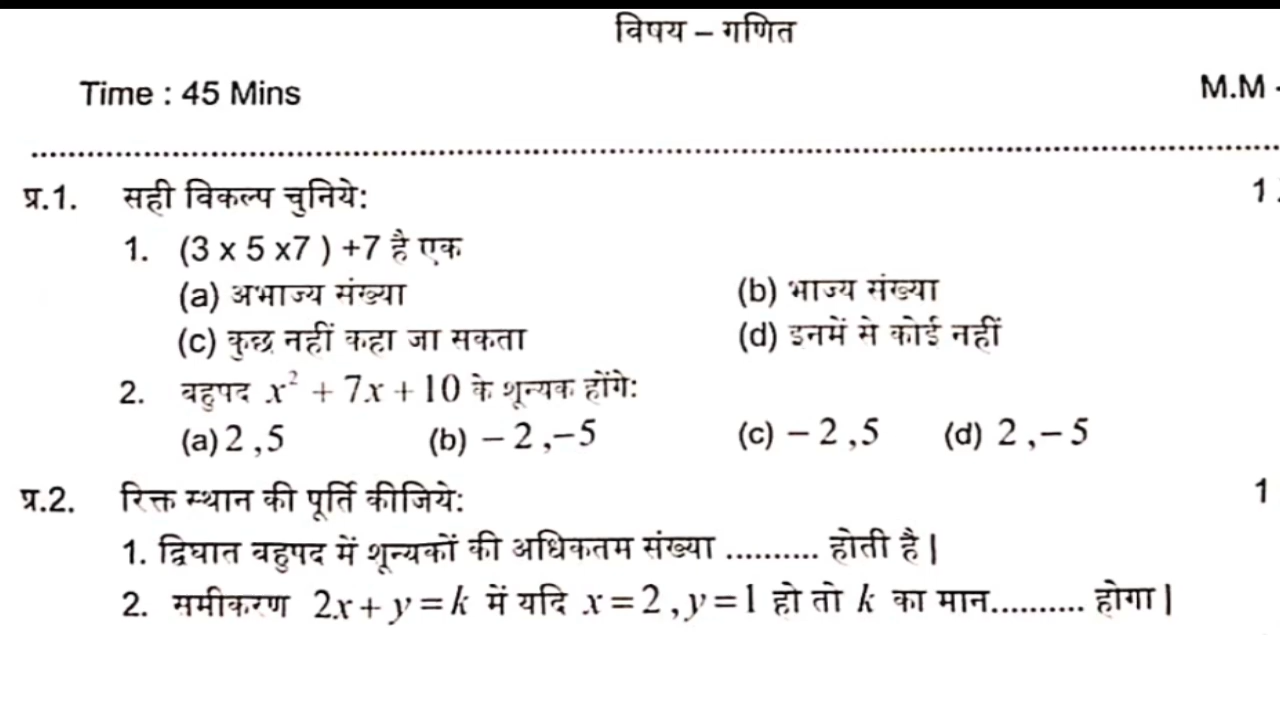 विषय – गणित
Time : 45 Mins M.M -
प्र.1. सही विकल्प चुनिये: 1
1. (3 x 5 x7 ) +7 है एक
(a) अभाज्य संख्या (b) भाज्य संख्या
(c) कुछ नहीं कहा जा सकता (d) इनमें से कोई नहीं
2. बहुपद x² + 7x + 10 के शून्यक होंगे:
(a) 2 ,5 (b) – 2 ,–5 (c) – 2 ,5 (d) 2 ,– 5
प्र.2. रिक्त स्थान की पूर्ति कीजिये: 1
1. द्विघात बहुपद में शून्यकों की अधिकतम संख्या .......... होती है |
2. समीकरण 2x + y = k में यदि x = 2 , y = 1 हो तो k का मान.......... होगा |